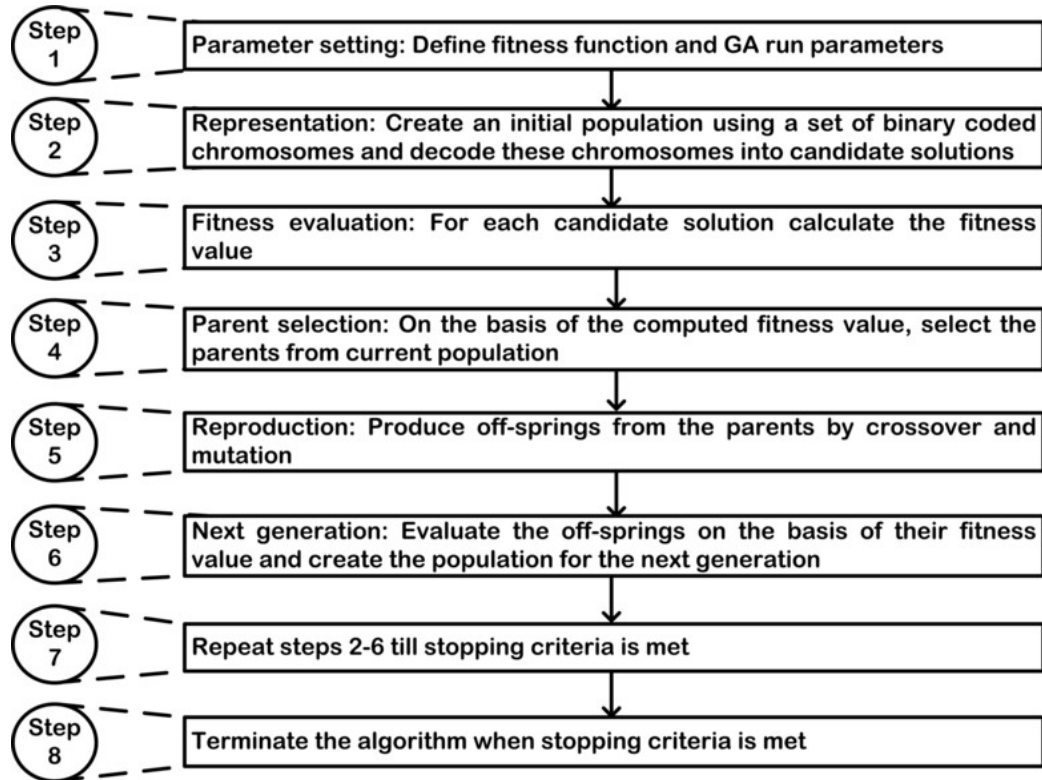 Step
1
Parameter setting: Define fitness function and GA run parameters
Step
2
Representation: Create an initial population using a set of binary coded
chromosomes and decode these chromosomes into candidate solutions
Step
3
Fitness evaluation: For each candidate solution calculate the fitness
value
Step
4
Parent selection: On the basis of the computed fitness value, select the
parents from current population
Step
5
Reproduction: Produce off-springs from the parents by crossover and
mutation
Step
6
Next generation: Evaluate the off-springs on the basis of their fitness
value and create the population for the next generation
Step
7
Repeat steps 2-6 till stopping criteria is met
Step
8
Terminate the algorithm when stopping criteria is met